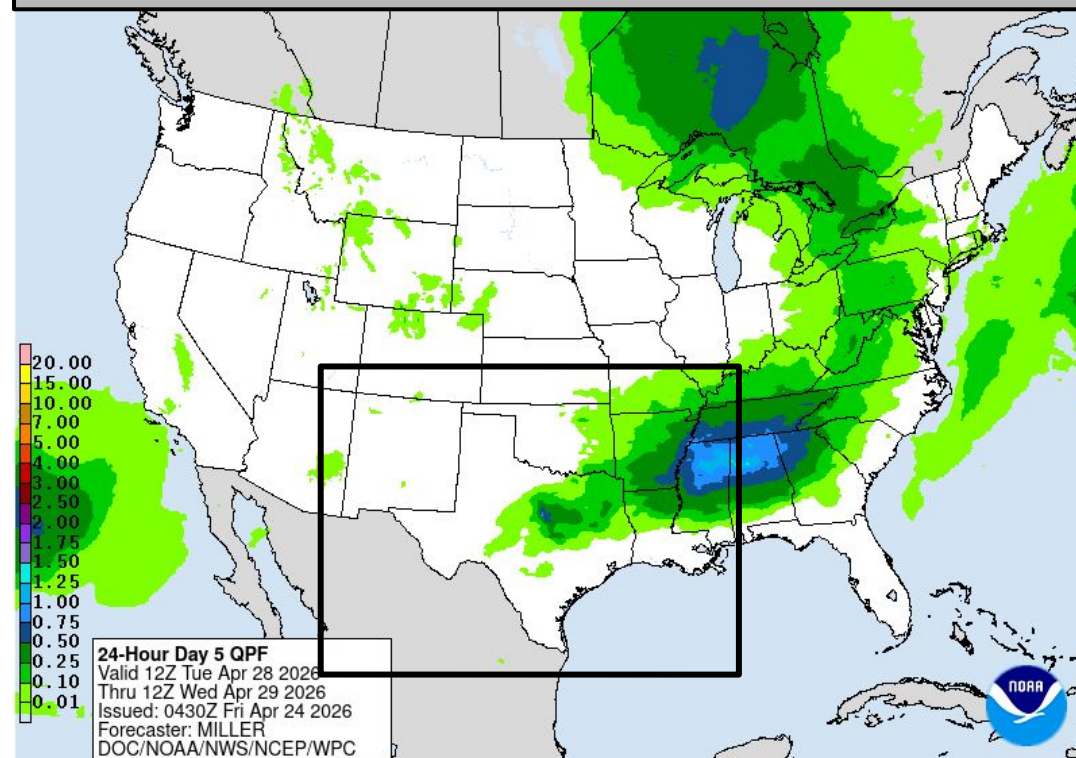 20.00
15.00
10.00
7.00
5.00
4.00
3.00
2.50
2.00
1.75
1.50
1.25
1.00
0.75
0.50
0.25
0.10
0.01
24-Hour Day 5 QPF
Valid 12Z Tue Apr 28 2026
Thru 12Z Wed Apr 29 2026
Issued: 0430Z Fri Apr 24 2026
Forecaster: MILLER
DOC/NOAA/NWS/NCEP/WPC
NOAA